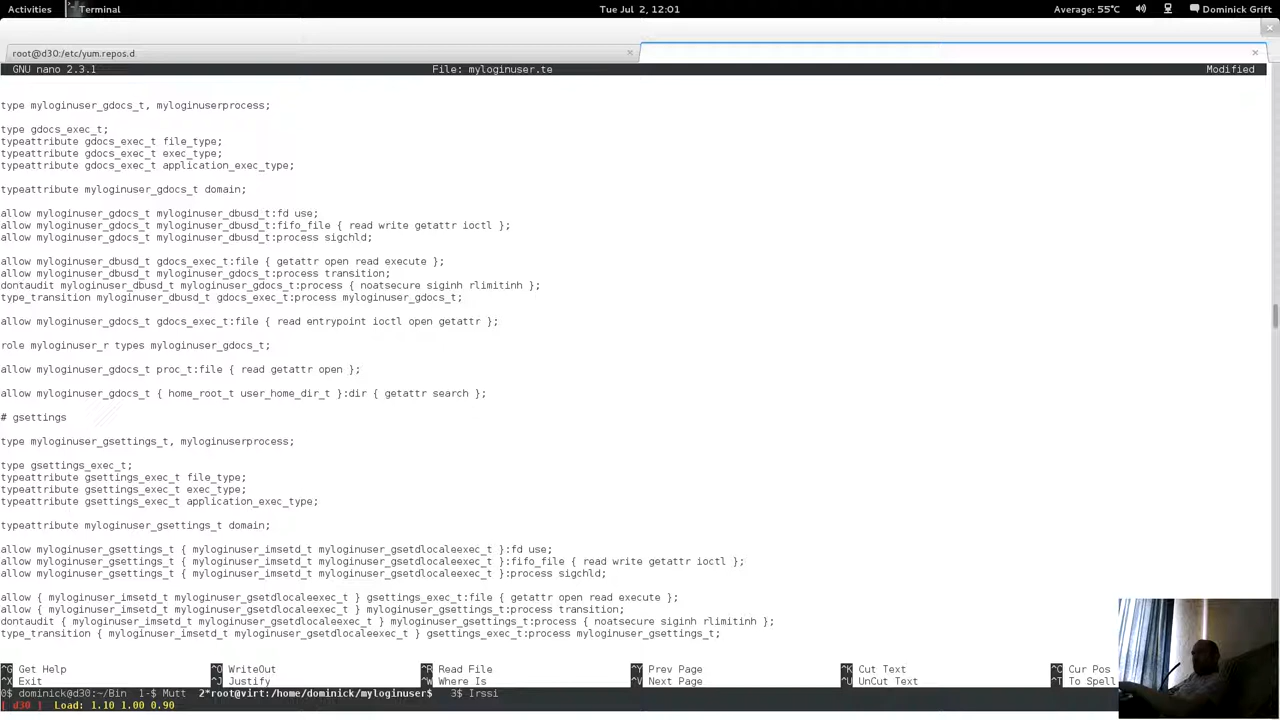 Activities Terminal Tue Jul 2, 12:01 Average: 55°C Dominick Grift
root@d30:/etc/yum.repos.d
GNU nano 2.3.1 File: myloginuser.te Modified
type myloginuser_gdocs_t, myloginuserprocess;
type gdocs_exec_t;
typeattribute gdocs_exec_t file_type;
typeattribute gdocs_exec_t exec_type;
typeattribute gdocs_exec_t application_exec_type;
typeattribute myloginuser_gdocs_t domain;
allow myloginuser_gdocs_t myloginuser_dbusd_t:fd use;
allow myloginuser_gdocs_t myloginuser_dbusd_t:fifo_file { read write getattr ioctl };
allow myloginuser_gdocs_t myloginuser_dbusd_t:process sigchld;
allow myloginuser_dbusd_t gdocs_exec_t:file { getattr open read execute };
allow myloginuser_dbusd_t myloginuser_gdocs_t:process transition;
dontaudit myloginuser_dbusd_t myloginuser_gdocs_t:process { noatsecure siginh rlimitinh };
type_transition myloginuser_dbusd_t gdocs_exec_t:process myloginuser_gdocs_t;
allow myloginuser_gdocs_t gdocs_exec_t:file { read entrypoint ioctl open getattr };
role myloginuser_r types myloginuser_gdocs_t;
allow myloginuser_gdocs_t proc_t:file { read getattr open };
allow myloginuser_gdocs_t { home_root_t user_home_dir_t }:dir { getattr search };
# gsettings
type myloginuser_gsettings_t, myloginuserprocess;
type gsettings_exec_t;
typeattribute gsettings_exec_t file_type;
typeattribute gsettings_exec_t exec_type;
typeattribute gsettings_exec_t application_exec_type;
typeattribute myloginuser_gsettings_t domain;
allow myloginuser_gsettings_t { myloginuser_imsetd_t myloginuser_gsetdlocaleexec_t }:fd use;
allow myloginuser_gsettings_t { myloginuser_imsetd_t myloginuser_gsetdlocaleexec_t }:fifo_file { read write getattr ioctl };
allow myloginuser_gsettings_t { myloginuser_imsetd_t myloginuser_gsetdlocaleexec_t }:process sigchld;
allow { myloginuser_imsetd_t myloginuser_gsetdlocaleexec_t } gsettings_exec_t:file { getattr open read execute };
allow { myloginuser_imsetd_t myloginuser_gsetdlocaleexec_t } myloginuser_gsettings_t:process transition;
dontaudit { myloginuser_imsetd_t myloginuser_gsetdlocaleexec_t } myloginuser_gsettings_t:process { noatsecure siginh rlimitinh };
type_transition { myloginuser_imsetd_t myloginuser_gsetdlocaleexec_t } gsettings_exec_t:process myloginuser_gsettings_t;
^G Get Help ^O WriteOut ^R Read File ^Y Prev Page ^K Cut Text ^C Cur Pos
^X Exit ^J Justify ^W Where Is ^V Next Page ^U UnCut Text ^T To Spell
0$ dominick@d30:~/Bin 1-$ Mutt 2*root@virt:/home/dominick/myloginuser$ 3$ Irssi
[ d30 ] Load: 1.10 1.00 0.90